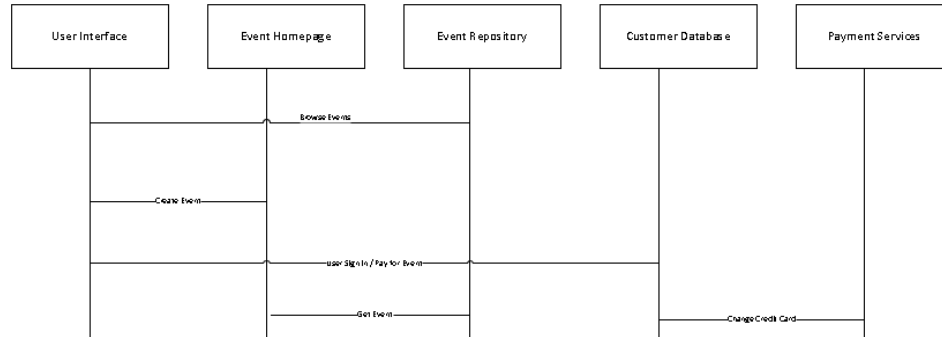 User Interface
Event Homepage
Event Repository
Customer Database
Payment Services
Browse Events
Create Event
user Sign In / Pay for Event
Get Event
Change Credit Card